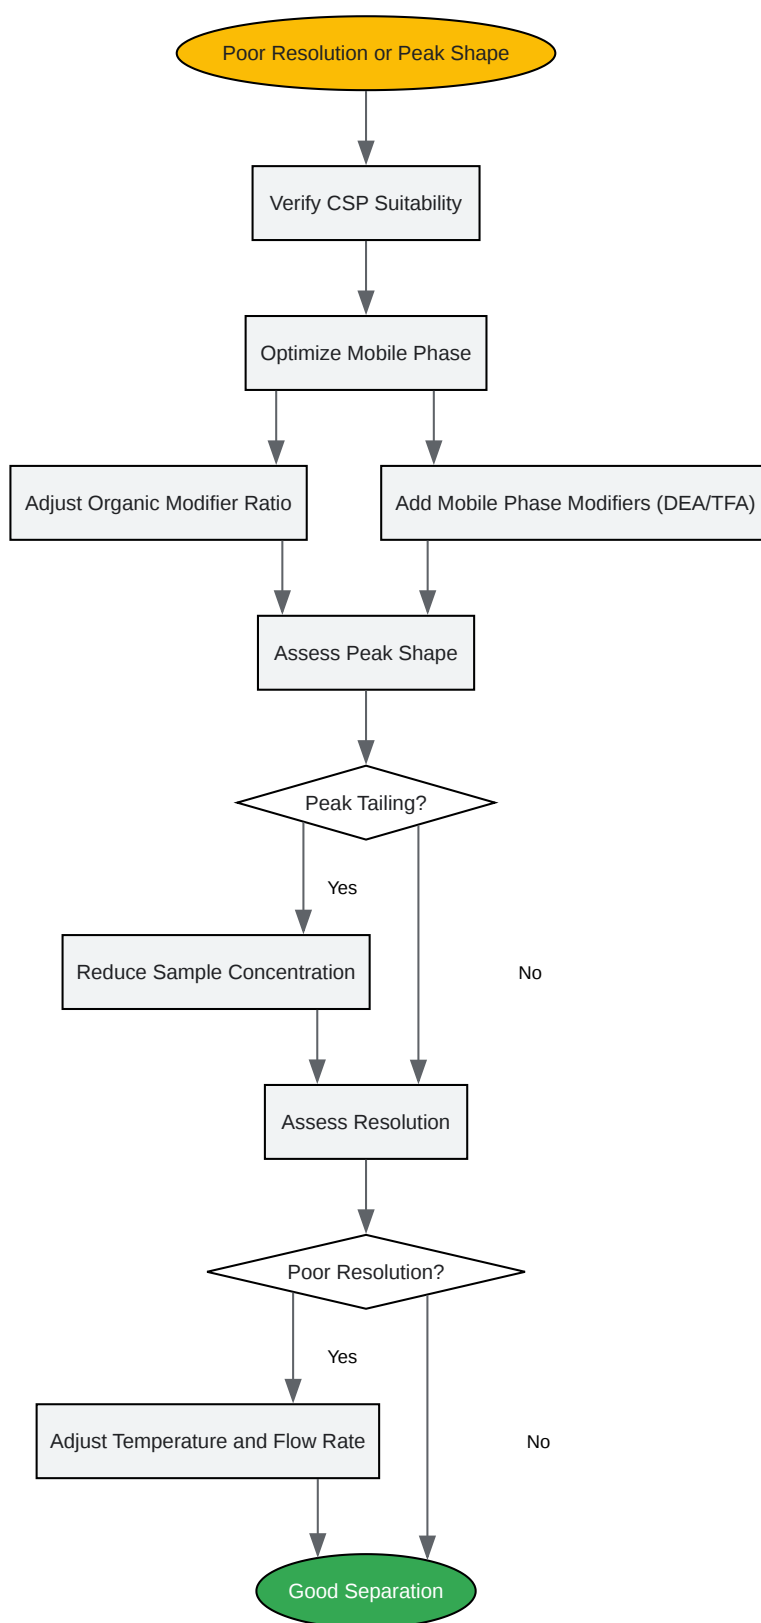 Poor Resolution or Peak Shape
Verify CSP Suitability
Optimize Mobile Phase
Adjust Organic Modifier Ratio
Add Mobile Phase Modifiers (DEA/TFA)
Assess Peak Shape
Peak Tailing?
Yes
Reduce Sample Concentration
No
Assess Resolution
Poor Resolution?
Yes
Adjust Temperature and Flow Rate
No
Good Separation